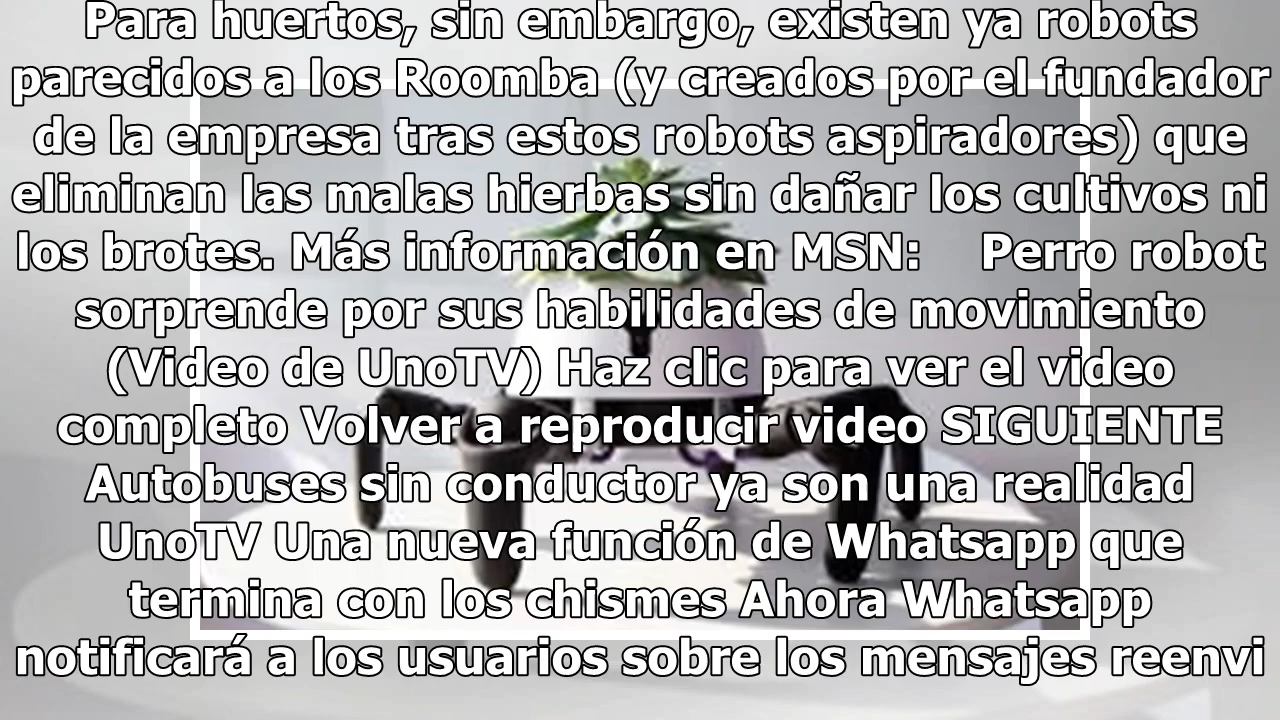 Para huertos, sin embargo, existen ya robots
parecidos a los Roomba (y creados por el fundador
de la empresa tras estos robots aspiradores) que
eliminan las malas hierbas sin dañar los cultivos ni
los brotes. Más información en MSN:    Perro robot
sorprende por sus habilidades de movimiento
(Video de UnoTV) Haz clic para ver el video
completo Volver a reproducir video SIGUIENTE
Autobuses sin conductor ya son una realidad
UnoTV Una nueva función de Whatsapp que
termina con los chismes Ahora Whatsapp
notificará a los usuarios sobre los mensajes reenvi